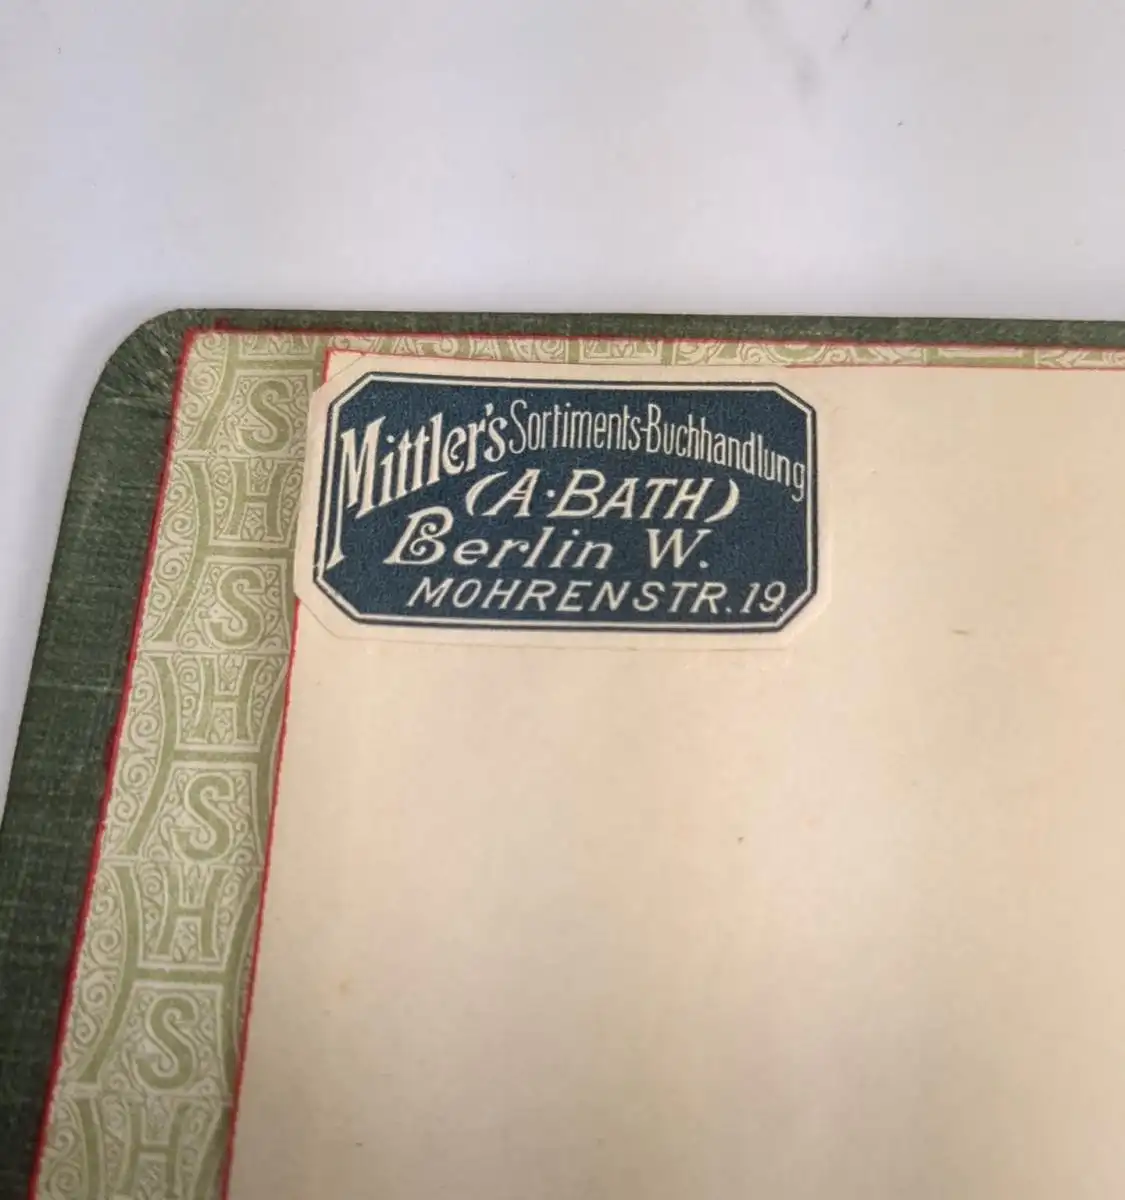 Mittler's Sortiments-Buchhandlung
(A. BATH)
Berlin W.
MOHRENSTR. 19.
S
H
S
H
S
H
S
H